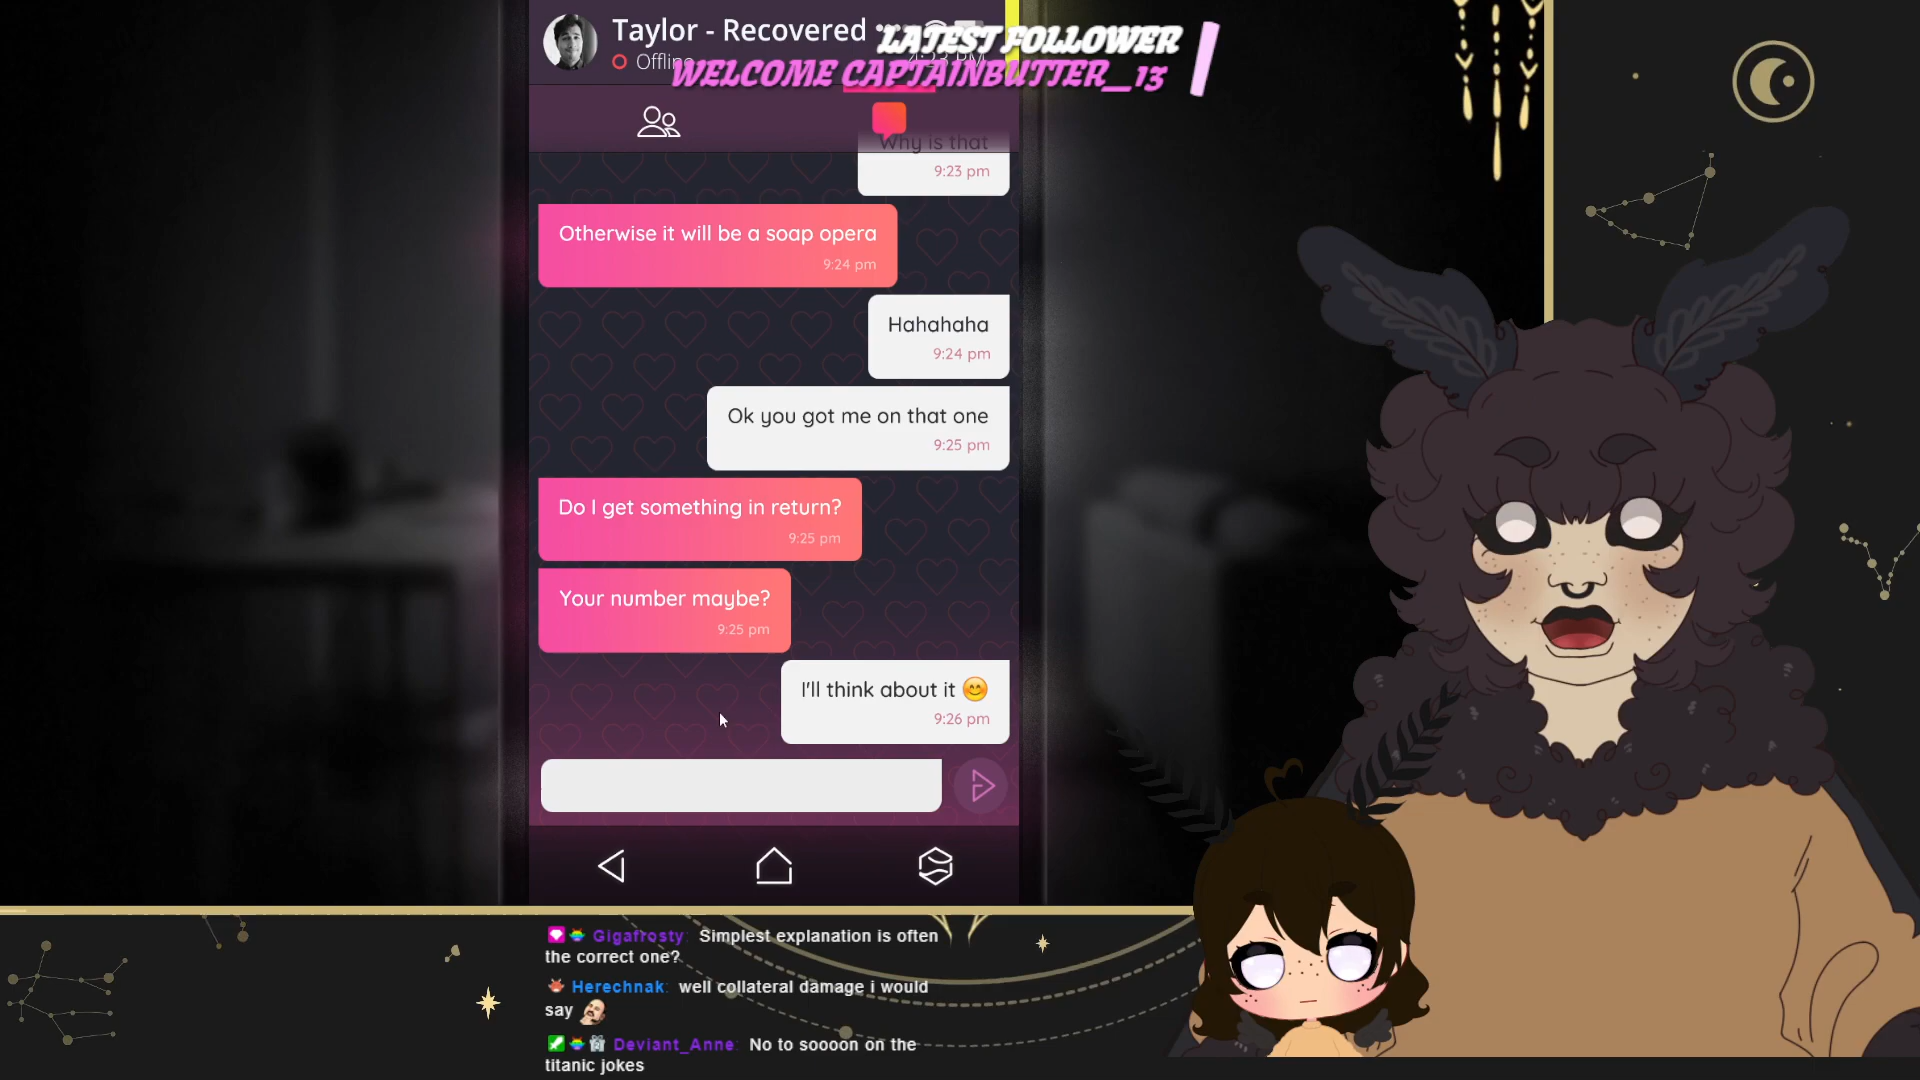 Taylor - Recovered
LATEST FOLLOWER
Offline
WELCOME CAPTAINBUTTER_13
Why is that
9:23 pm
Otherwise it will be a soap opera
9:24 pm
Hahahaha
9:24 pm
Ok you got me on that one
9:25 pm
Do I get something in return?
9:25 pm
Your number maybe?
9:25 pm
I'll think about it 😊
9:26 pm
Gigafrosty: Simplest explanation is often
the correct one?
Herechnak: well collateral damage i would
say
Deviant_Anne: No to soooon on the
titanic jokes